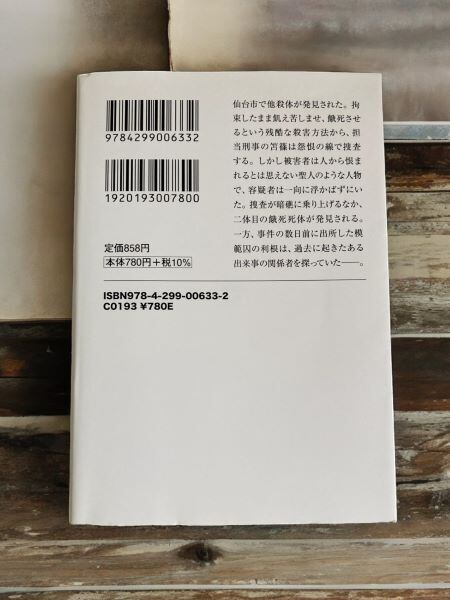 9784299006332
1920193007800
定価858円
本体780円+税10%
ISBN978-4-299-00633-2
C0193 ¥780E
仙台市で他殺体が発見された。拘
束したまま飢え苦しませ、餓死させ
るという残酷な殺害方法から、担
当刑事の笘篠は怨恨の線で捜査
する。しかし被害者は人から恨ま
れるとは思えない聖人のような人物
で、容疑者は一向に浮かばずにい
た。捜査が暗礁に乗り上げるなか、
二体目の餓死死体が発見される。
一方、事件の数日前に出所した模
範囚の利根は、過去に起きたある
出来事の関係者を探っていた――。